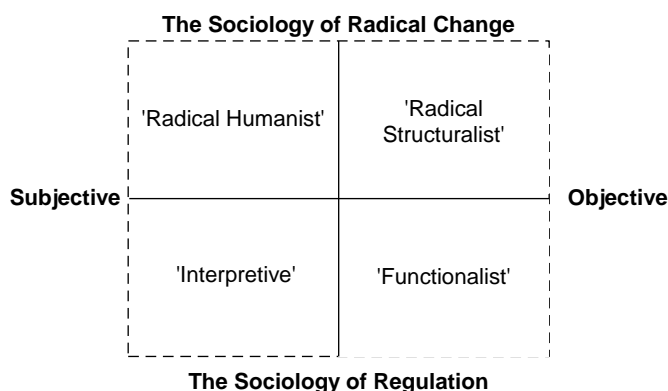 The Sociology of Radical Change
'Radical Humanist'
'Radical
Structuralist'
Subjective
Objective
'Interpretive'
'Functionalist'
The Sociology of Regulation